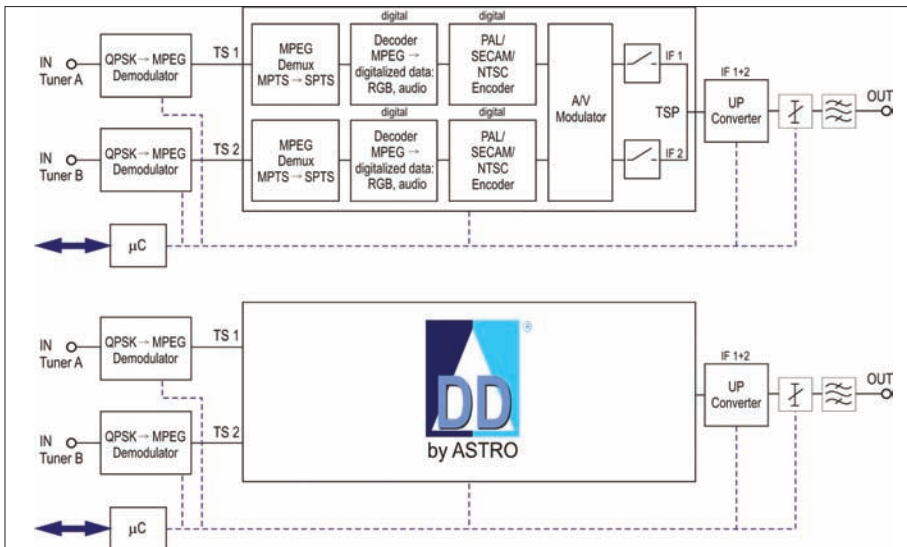 digital
digital
IN
Tuner A
QPSK → MPEG
Demodulator
TS 1
MPEG
Demux
MPTS → SPTS
Decoder
MPEG →
digitalized data:
RGB, audio
PAL/
SECAM/
NTSC
Encoder
A/V
Modulator
IF 1
TSP
IF 1+2
UP
Converter
OUT
digital
digital
IN
Tuner B
QPSK → MPEG
Demodulator
TS 2
MPEG
Demux
MPTS → SPTS
Decoder
MPEG →
digitalized data:
RGB, audio
PAL/
SECAM/
NTSC
Encoder
IF 2
µC
IN
Tuner A
QPSK → MPEG
Demodulator
TS 1
DD
®
by ASTRO
IF 1+2
UP
Converter
OUT
IN
Tuner B
QPSK → MPEG
Demodulator
TS 2
µC